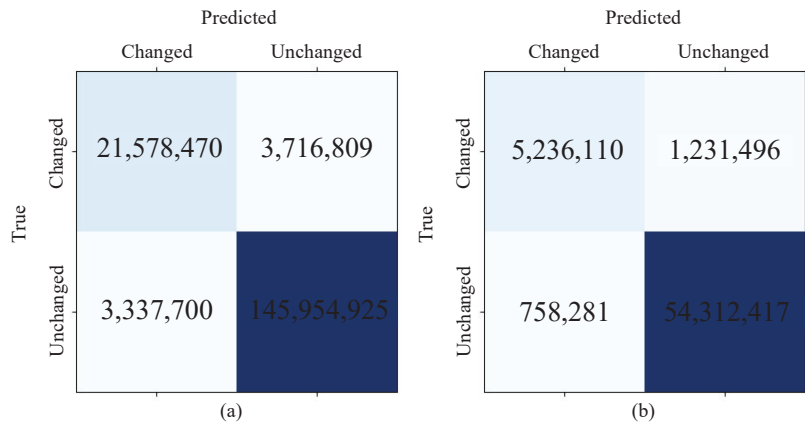 Predicted
Changed Unchanged
True
Changed
21,578,470 3,716,809
Unchanged
3,337,700 145,954,925
(a)
Predicted
Changed Unchanged
True
Changed
5,236,110 1,231,496
Unchanged
758,281 54,312,417
(b)